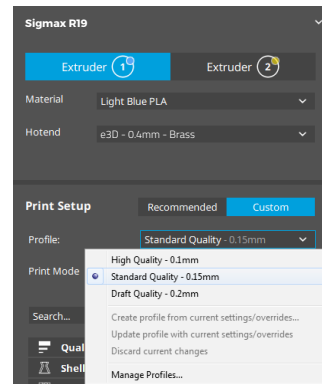 Sigmax R19
Extruder 1 Extruder 2
Material Light Blue PLA
Hotend e3D - 0.4mm - Brass
Print Setup Recommended Custom
Profile: Standard Quality - 0.15mm
High Quality - 0.1mm
Print Mode Standard Quality - 0.15mm
Draft Quality - 0.2mm
Search... Create profile from current settings/overrides...
Update profile with current settings/overrides
Qual Discard current changes
Shell
Manage Profiles...